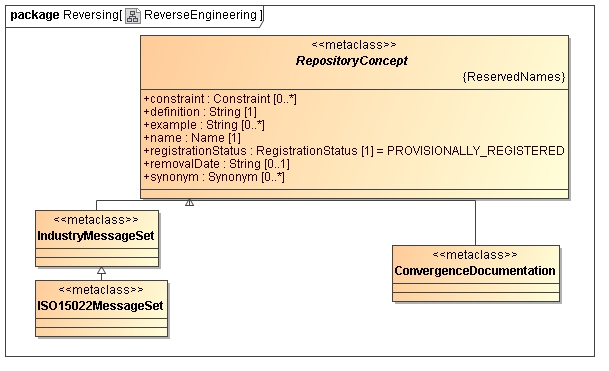 package Reversing[ ReverseEngineering ]
<<metaclass>>
RepositoryConcept
{ReservedNames}
+constraint : Constraint [0..*]
+definition : String [1]
+example : String [0..*]
+name : Name [1]
+registrationStatus : RegistrationStatus [1] = PROVISIONALLY_REGISTERED
+removalDate : String [0..1]
+synonym : Synonym [0..*]
<<metaclass>>
IndustryMessageSet
<<metaclass>>
ConvergenceDocumentation
<<metaclass>>
ISO15022MessageSet